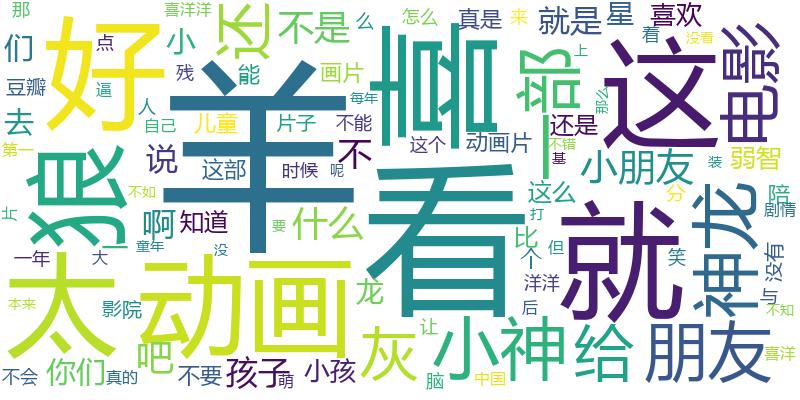 那
喜洋洋
不是
么
怎么
真是
来
就是
星
喜欢
们
点
小
还
好
喜
着
没看
上
电影
这
一部
残
能
画片
豆瓣
逼
每年
那么
人
去
自己
儿童
片子
不能
动画片
不错
还是
第一
羊
说
这部
时候
不
这个
基
装
弱智
狼
呢
小朋友
看
这么
分
陪
不如
啊
知道
什么
要
打
就
神龙
剧情
片
一
童年
没
比
但
个
笑
没有
一年
大
太
动画
龙
洋洋
后
与
本来
影院
让
不知
灰
小神
给
朋友
喜洋
吧
不会
你们
真的
不要
孩子
萌
小孩
脑
中国